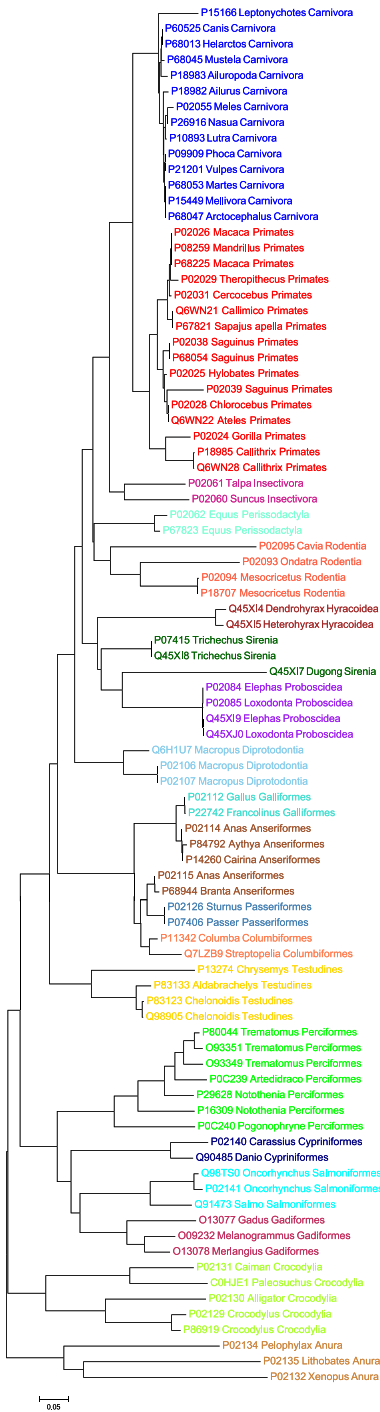 P15166 Leptonychotes Carnivora
P60525 Canis Carnivora
P68013 Helarctos Carnivora
P68045 Mustela Carnivora
P18983 Ailuropoda Carnivora
P18982 Ailurus Carnivora
P02055 Meles Carnivora
P26916 Nasua Carnivora
P10893 Lutra Carnivora
P09909 Phoca Carnivora
P21201 Vulpes Carnivora
P68053 Martes Carnivora
P15449 Mellivora Carnivora
P68047 Arctocephalus Carnivora
P02026 Macaca Primates
P08259 Mandrillus Primates
P68225 Macaca Primates
P02029 Theropithecus Primates
P02031 Cercocebus Primates
Q6WN21 Callimico Primates
P67821 Sapajus apella Primates
P02038 Saguinus Primates
P68054 Saguinus Primates
P02025 Hylobates Primates
P02039 Saguinus Primates
P02028 Chlorocebus Primates
Q6WN22 Ateles Primates
P02024 Gorilla Primates
P18985 Callithrix Primates
Q6WN28 Callithrix Primates
P02061 Talpa Insectivora
P02060 Suncus Insectivora
P02062 Equus Perissodactyla
P67823 Equus Perissodactyla
P02095 Cavia Rodentia
P02093 Ondatra Rodentia
P02094 Mesocricetus Rodentia
P18707 Mesocricetus Rodentia
Q45XI4 Dendrohyrax Hyracoidea
Q45XI5 Heterohyrax Hyracoidea
P07415 Trichechus Sirenia
Q45XI8 Trichechus Sirenia
Q45XI7 Dugong Sirenia
P02084 Elephas Proboscidea
P02085 Loxodonta Proboscidea
Q45XI9 Elephas Proboscidea
Q45XJ0 Loxodonta Proboscidea
Q6H1U7 Macropus Diprotodontia
P02106 Macropus Diprotodontia
P02107 Macropus Diprotodontia
P02112 Gallus Galliformes
P22742 Francolinus Galliformes
P02114 Anas Anseriformes
P84792 Aythya Anseriformes
P14260 Cairina Anseriformes
P02115 Anas Anseriformes
P68944 Branta Anseriformes
P02126 Sturnus Passeriformes
P07406 Passer Passeriformes
P11342 Columba Columbiformes
Q7LZB9 Streptopelia Columbiformes
P13274 Chrysemys Testudines
P83133 Aldabrachelys Testudines
P83123 Chelonoidis Testudines
Q98905 Chelonoidis Testudines
P80044 Trematomus Perciformes
O93351 Trematomus Perciformes
O93349 Trematomus Perciformes
P0C239 Artedidraco Perciformes
P29628 Notothenia Perciformes
P16309 Notothenia Perciformes
P0C240 Pogonophryne Perciformes
P02140 Carassius Cypriniformes
Q90485 Danio Cypriniformes
Q98TS0 Oncorhynchus Salmoniformes
P02141 Oncorhynchus Salmoniformes
Q91473 Salmo Salmoniformes
O13077 Gadus Gadiformes
O09232 Melanogrammus Gadiformes
O13078 Merlangius Gadiformes
P02131 Caiman Crocodylia
C0HJE1 Paleosuchus Crocodylia
P02130 Alligator Crocodylia
P02129 Crocodylus Crocodylia
P86919 Crocodylus Crocodylia
P02134 Pelophylax Anura
P02135 Lithobates Anura
P02132 Xenopus Anura
0.05